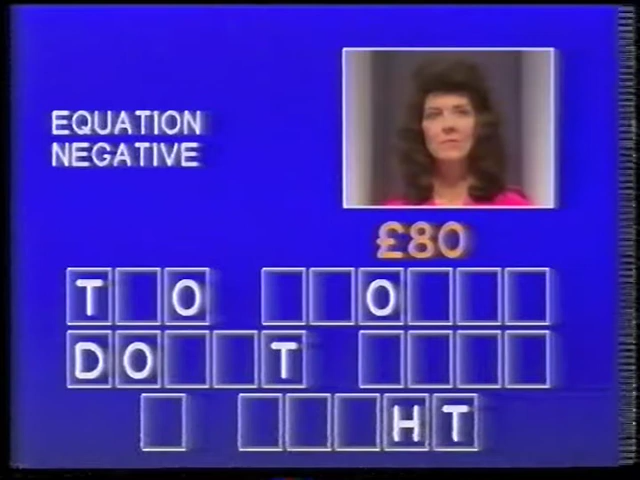 EQUATION
NEGATIVE
£80
T O O
DO T
HT